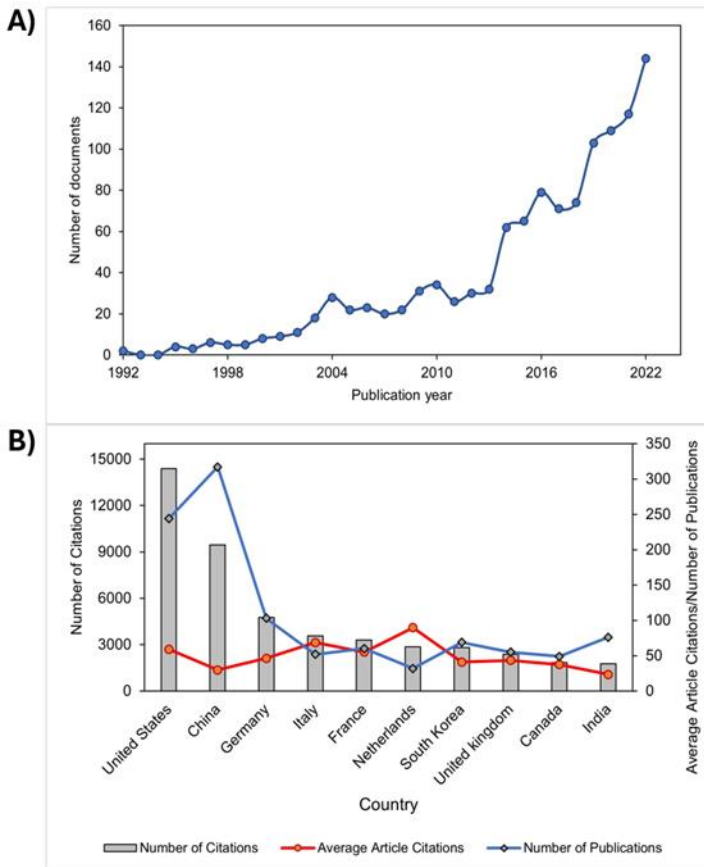 A)
160
140
120
100
80
60
40
20
0
Number of documents
1992 1998 2004 2010 2016 2022
Publication year
B)
15000
12000
9000
6000
3000
0
Number of Citations
350
300
250
200
150
100
50
0
Average Article Citations/Number of Publications
United States
China
Germany
Italy
France
Netherlands
South Korea
United kingdom
Canada
India
Country
Number of Citations Average Article Citations Number of Publications